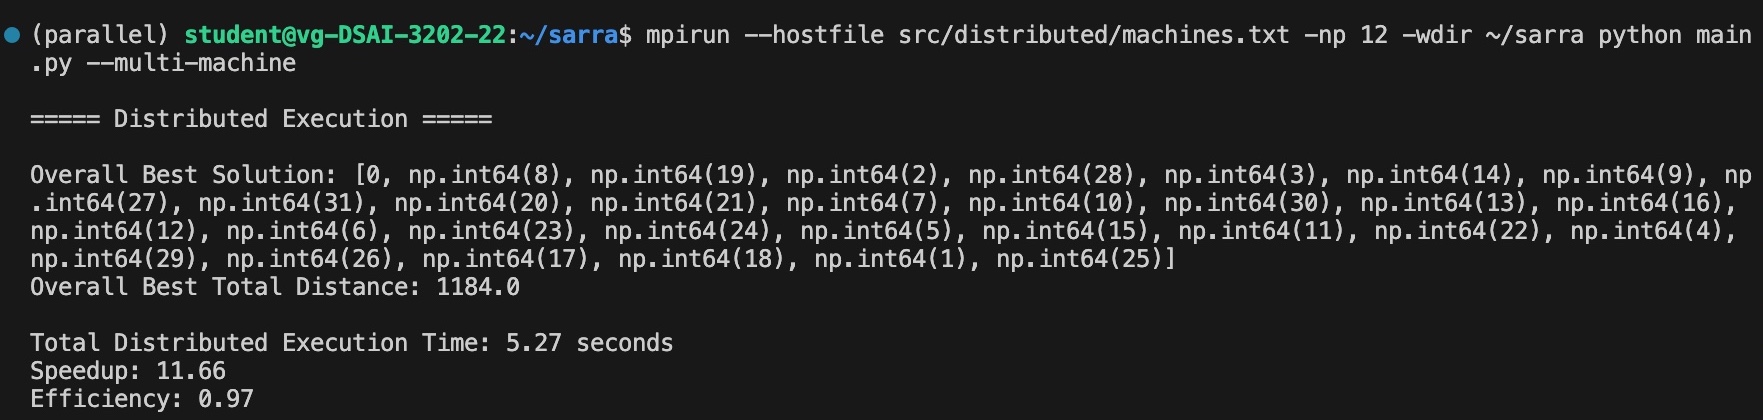 (parallel) student@vg-DSAI-3202-22:~/sarra$ mpirun --hostfile src/distributed/machines.txt -np 12 -wdir ~/sarra python main
.py --multi-machine
===== Distributed Execution =====
Overall Best Solution: [0, np.int64(8), np.int64(19), np.int64(2), np.int64(28), np.int64(3), np.int64(14), np.int64(9), np
.int64(27), np.int64(31), np.int64(20), np.int64(21), np.int64(7), np.int64(10), np.int64(30), np.int64(13), np.int64(16),
np.int64(12), np.int64(6), np.int64(23), np.int64(24), np.int64(5), np.int64(15), np.int64(11), np.int64(22), np.int64(4),
np.int64(29), np.int64(26), np.int64(17), np.int64(18), np.int64(1), np.int64(25)]
Overall Best Total Distance: 1184.0
Total Distributed Execution Time: 5.27 seconds
Speedup: 11.66
Efficiency: 0.97